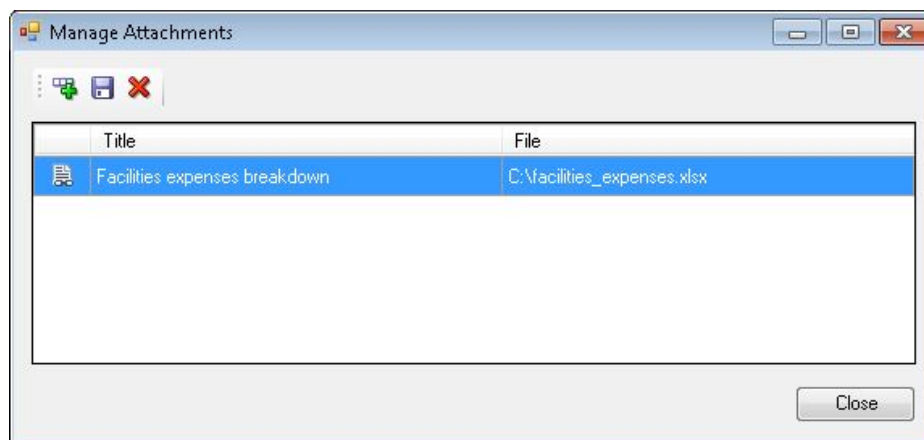 Manage Attachments
Title File
Facilities expenses breakdown C:\facilities_expenses.xlsx
Close